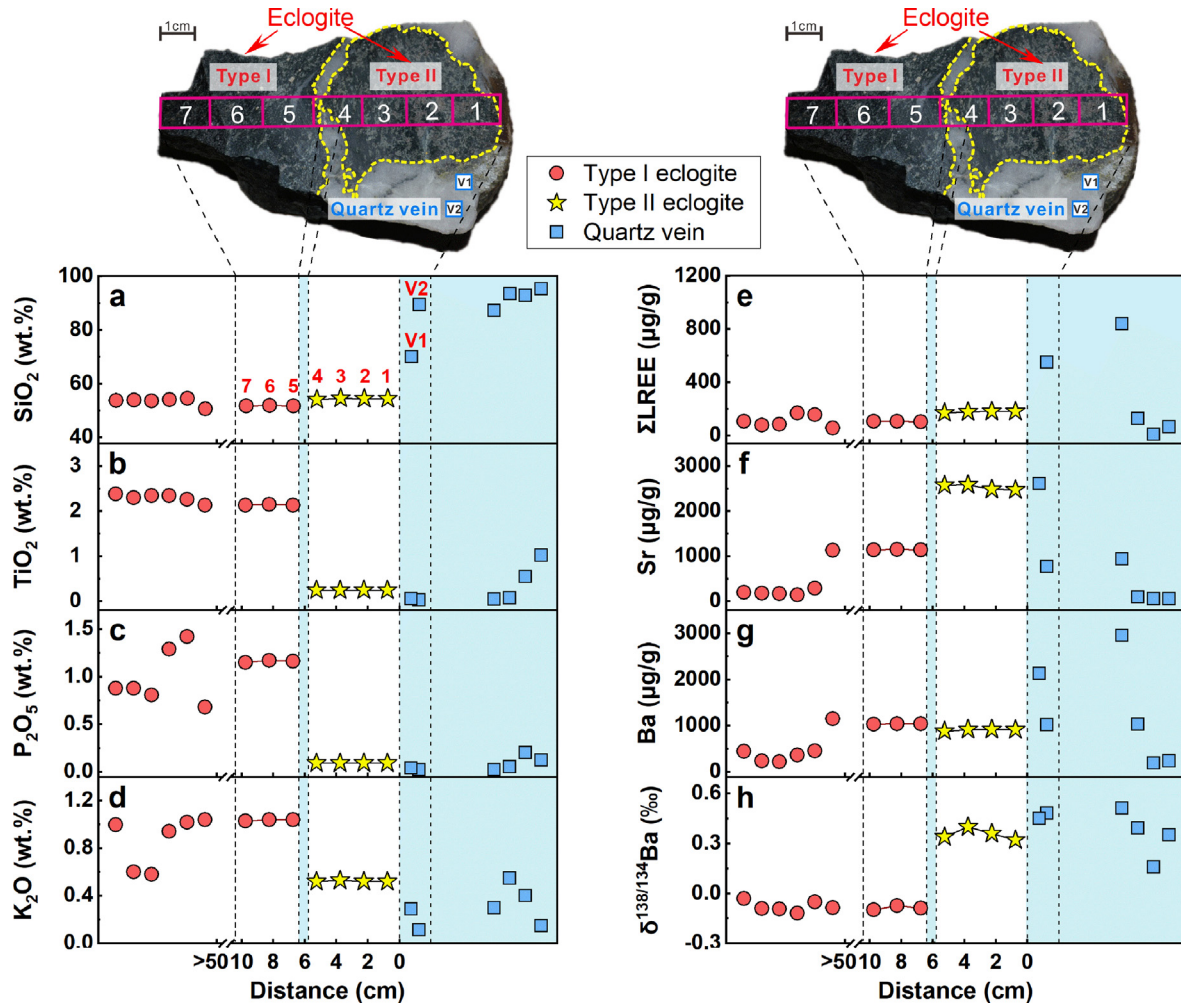 1cm
Eclogite
Type I
Type II
7 6 5 4 3 2 1
V1
Quartz vein V2
1cm
Eclogite
Type I
Type II
7 6 5 4 3 2 1
V1
Quartz vein V2
Type I eclogite
Type II eclogite
Quartz vein
a
SiO₂ (wt.%)
100
80
60
40
7 6 5 4 3 2 1
V2
V1
b
TiO₂ (wt.%)
3
2
1
0
c
P₂O₅ (wt.%)
1.5
1.0
0.5
0.0
d
K₂O (wt.%)
1.2
0.8
0.4
0.0
>50 10 8 6 4 2 0
Distance (cm)
e
ΣLREE (µg/g)
1200
800
400
0
f
Sr (µg/g)
3000
2000
1000
0
g
Ba (µg/g)
3000
2000
1000
0
h
δ¹³⁸/¹³⁴Ba (‰)
0.6
0.3
0.0
-0.3
>50 10 8 6 4 2 0
Distance (cm)